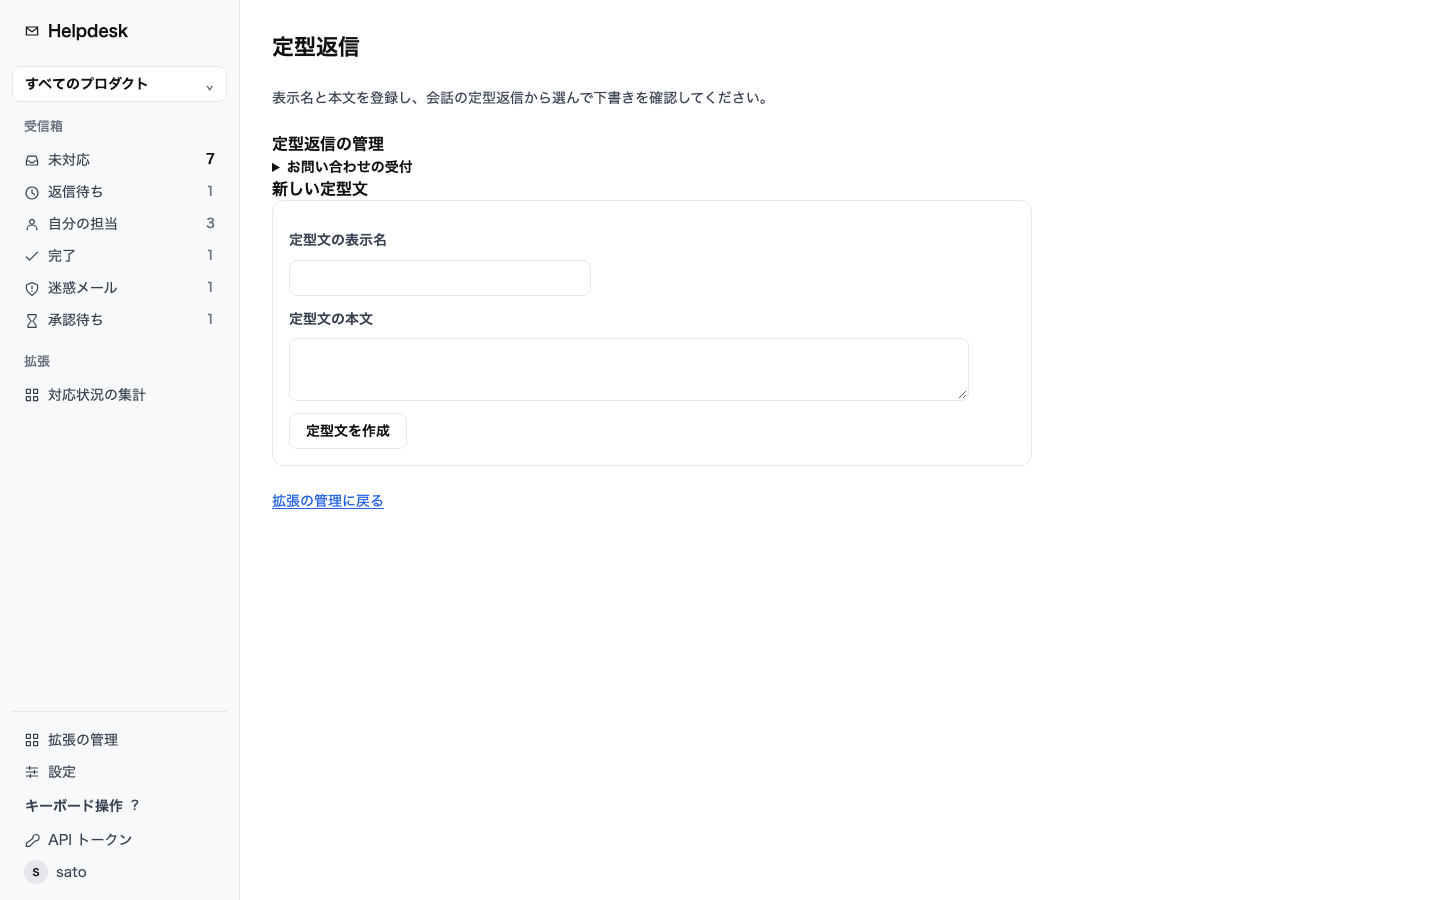 Helpdesk
すべてのプロダクト
受信箱
未対応 7
返信待ち 1
自分の担当 3
完了 1
迷惑メール 1
承認待ち 1
拡張
対応状況の集計
拡張の管理
設定
キーボード操作 ?
API トークン
S sato
定型返信
表示名と本文を登録し、会話の定型返信から選んで下書きを確認してください。
定型返信の管理
お問い合わせの受付
新しい定型文
定型文の表示名
定型文の本文
定型文を作成
拡張の管理に戻る